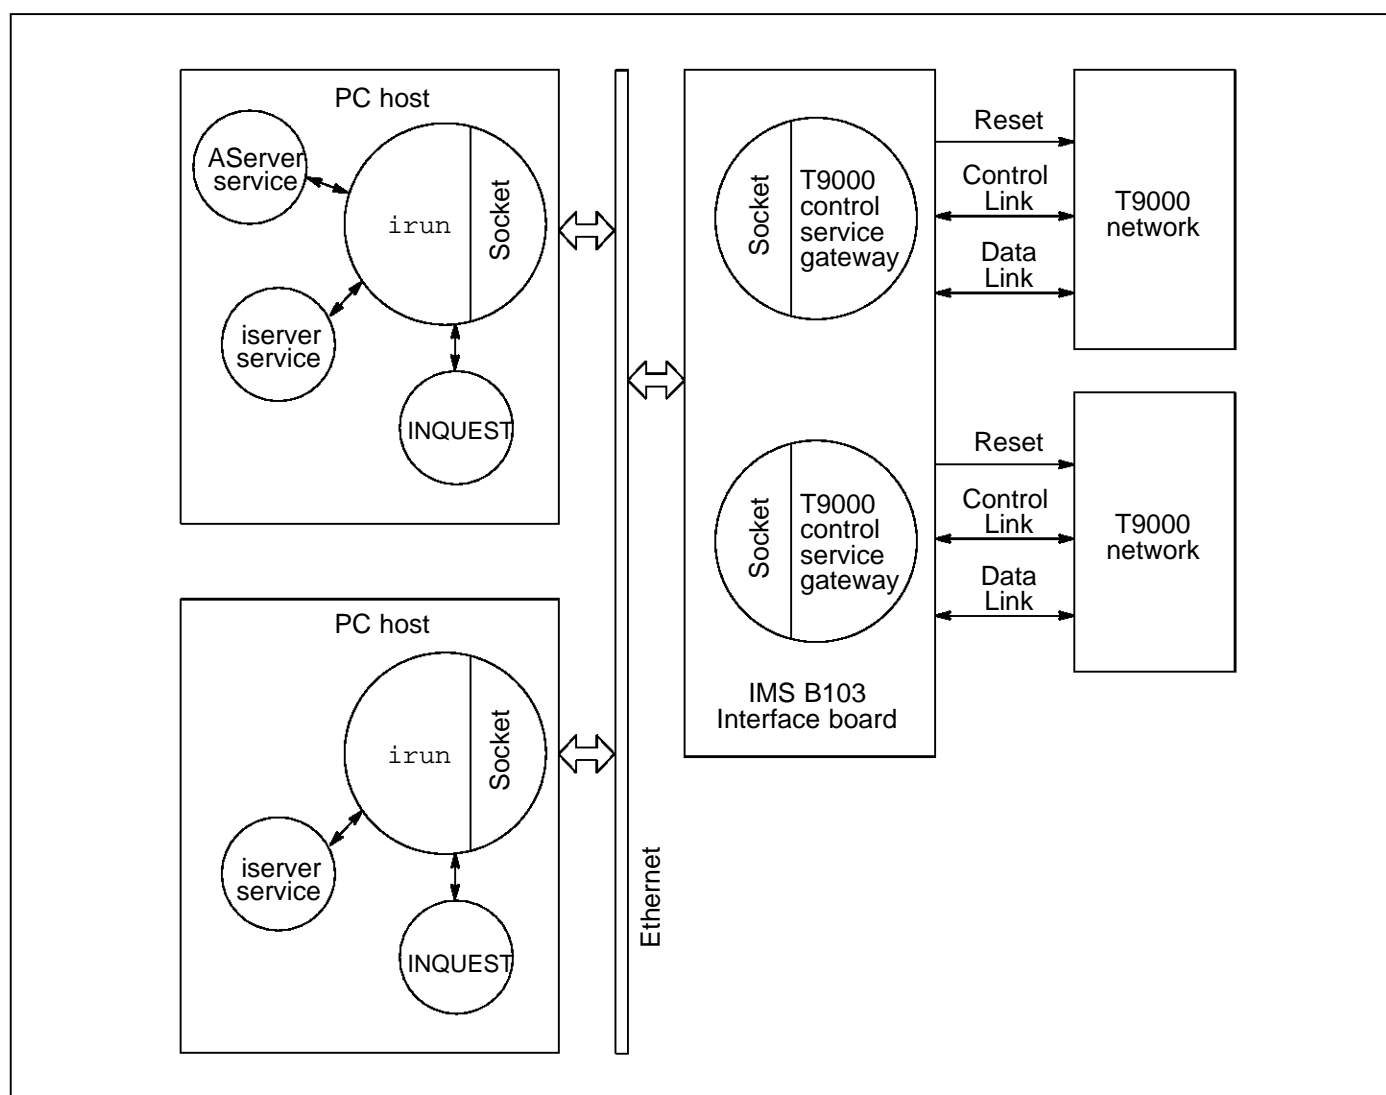 PC host
AServer
service
irun
Socket
iserver
service
INQUEST
PC host
irun
Socket
iserver
service
INQUEST
Ethernet
Socket
T9000
control
service
gateway
Socket
T9000
control
service
gateway
IMS B103
Interface board
Reset
Control
Link
Data
Link
T9000
network
Reset
Control
Link
Data
Link
T9000
network